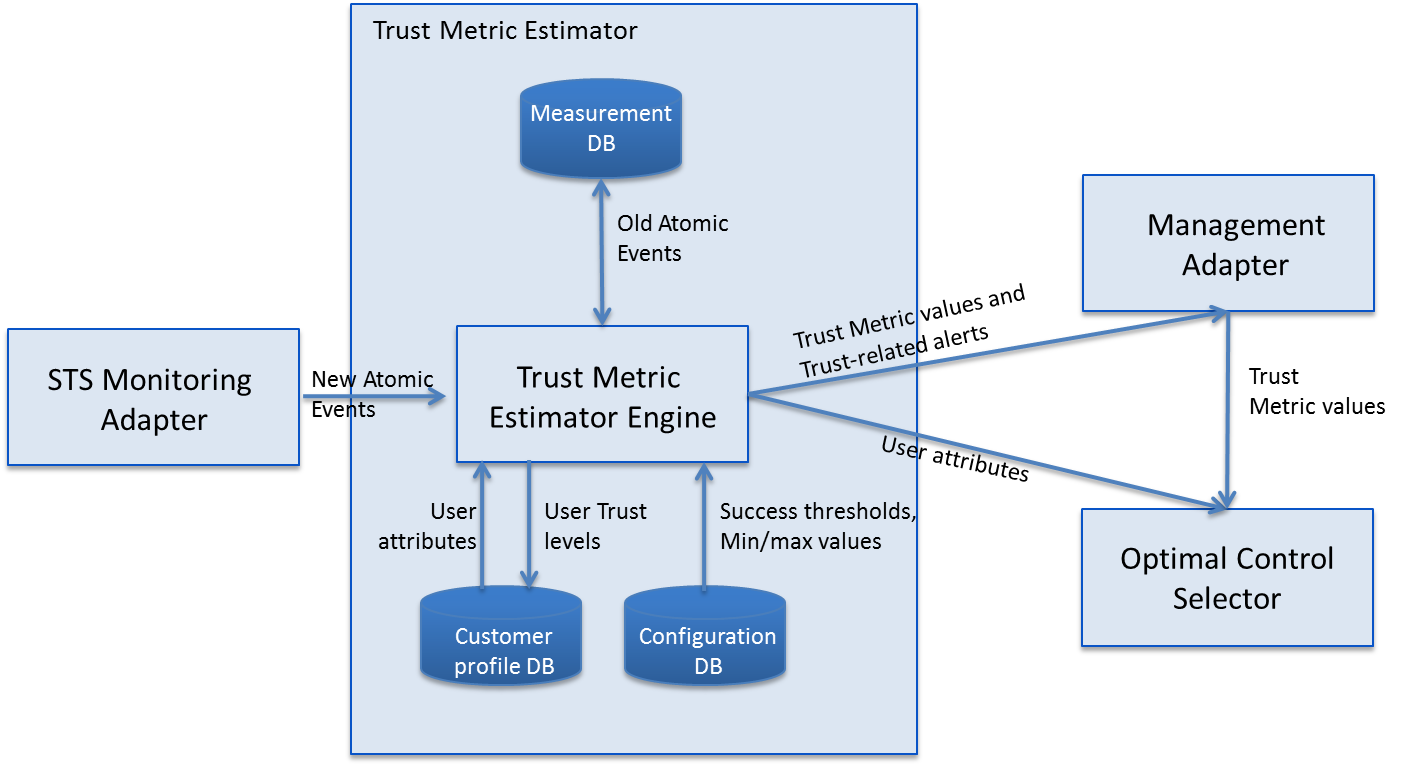 Trust Metric Estimator
Measurement
DB
Old Atomic
Events
Management
Adapter
Trust Metric values and
Trust-related alerts
STS Monitoring
Adapter
New Atomic
Events
Trust Metric
Estimator Engine
Trust
Metric values
User attributes
User
attributes
User Trust
levels
Success thresholds,
Min/max values
Optimal Control
Selector
Customer
profile DB
Configuration
DB